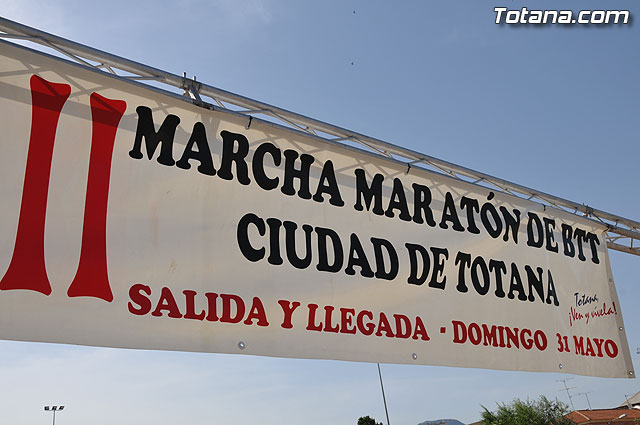 Totana.com
II MARCHA MARATÓN DE BTT
CIUDAD DE TOTANA
SALIDA Y LLEGADA - DOMINGO 31 MAYO
Totana
¡Ven y vívela!